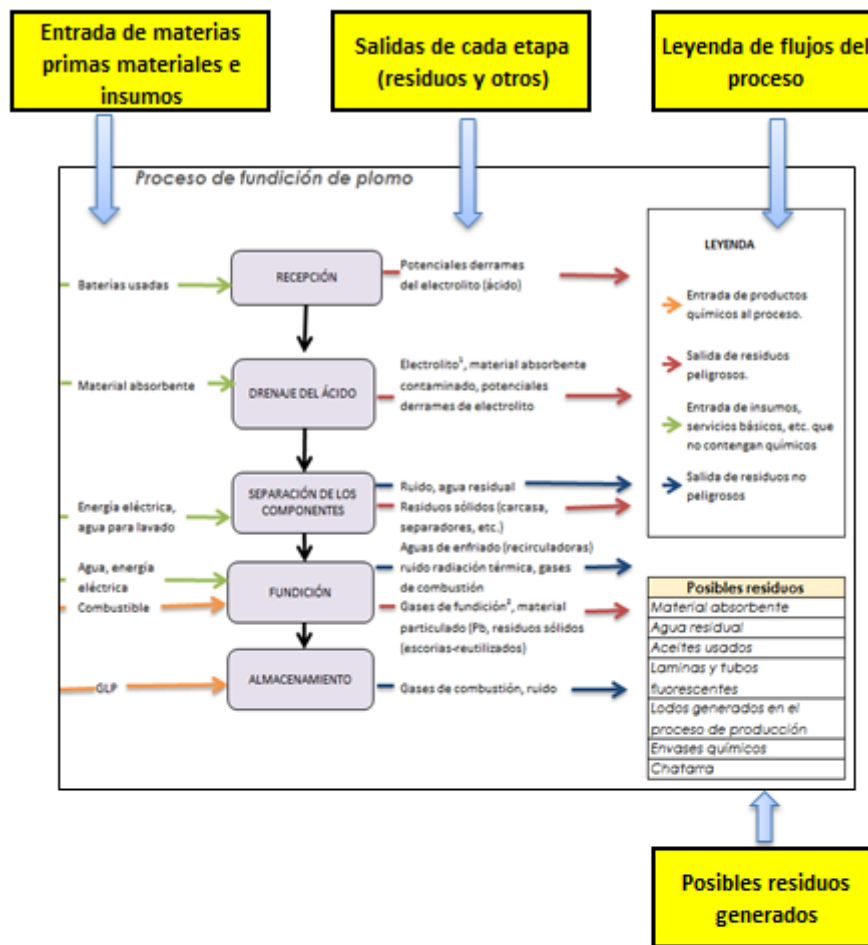 Entrada de materias
primas materiales e
insumos
Salidas de cada etapa
(residuos y otros)
Leyenda de flujos del
proceso
Proceso de fundición de plomo
Baterías usadas
RECEPCIÓN
Potenciales derrames
del electrolito (ácido)
Material absorbente
DRENAJE DEL ÁCIDO
Electrolito¹, material absorbente
contaminado, potenciales
derrames de electrolito
Energía eléctrica,
agua para lavado
SEPARACIÓN DE LOS
COMPONENTES
Ruido, agua residual
Residuos sólidos (carcasa,
separadores, etc.)
Agua, energía
eléctrica
Combustible
FUNDICIÓN
Aguas de enfriado (recirculadoras)
ruido radiación térmica, gases
de combustión
Gases de fundición², material
particulado (Pb, residuos sólidos
(escorias-reutilizados)
GLP
ALMACENAMIENTO
Gases de combustión, ruido
LEYENDA
Entrada de productos
químicos al proceso.
Salida de residuos
peligrosos.
Entrada de insumos,
servicios básicos, etc. que
no contengan químicos
Salida de residuos no
peligrosos
Posibles residuos
Material absorbente
Agua residual
Aceites usados
Laminas y tubos
fluorescentes
Lodos generados en el
proceso de producción
Envases químicos
Chatarra
Posibles residuos
generados